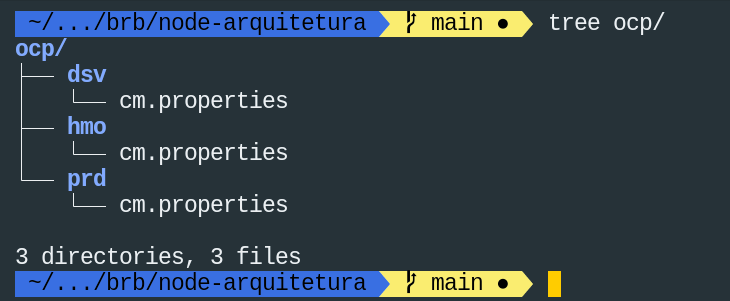 ~/.../brb/node-arquitetura  main ● tree ocp/
ocp/
├── dsv
│   └── cm.properties
├── hmo
│   └── cm.properties
└── prd
    └── cm.properties
3 directories, 3 files
~/.../brb/node-arquitetura  main ●